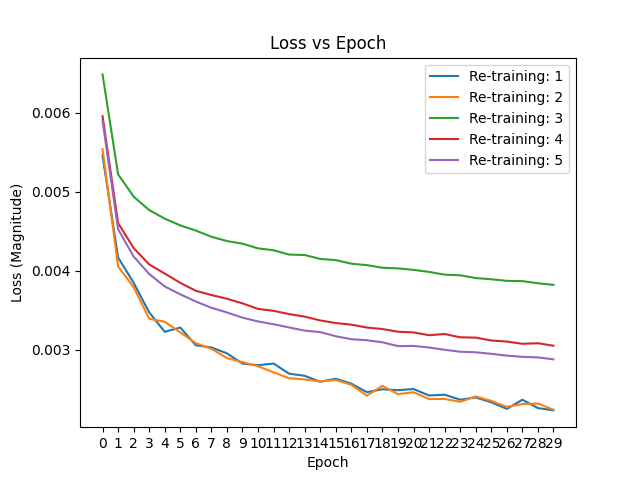 Loss vs Epoch
Re-training: 1
Re-training: 2
Re-training: 3
Re-training: 4
Re-training: 5
0.006
0.005
0.004
0.003
Loss (Magnitude)
0 1 2 3 4 5 6 7 8 9 10 11 12 13 14 15 16 17 18 19 20 21 22 23 24 25 26 27 28 29
Epoch